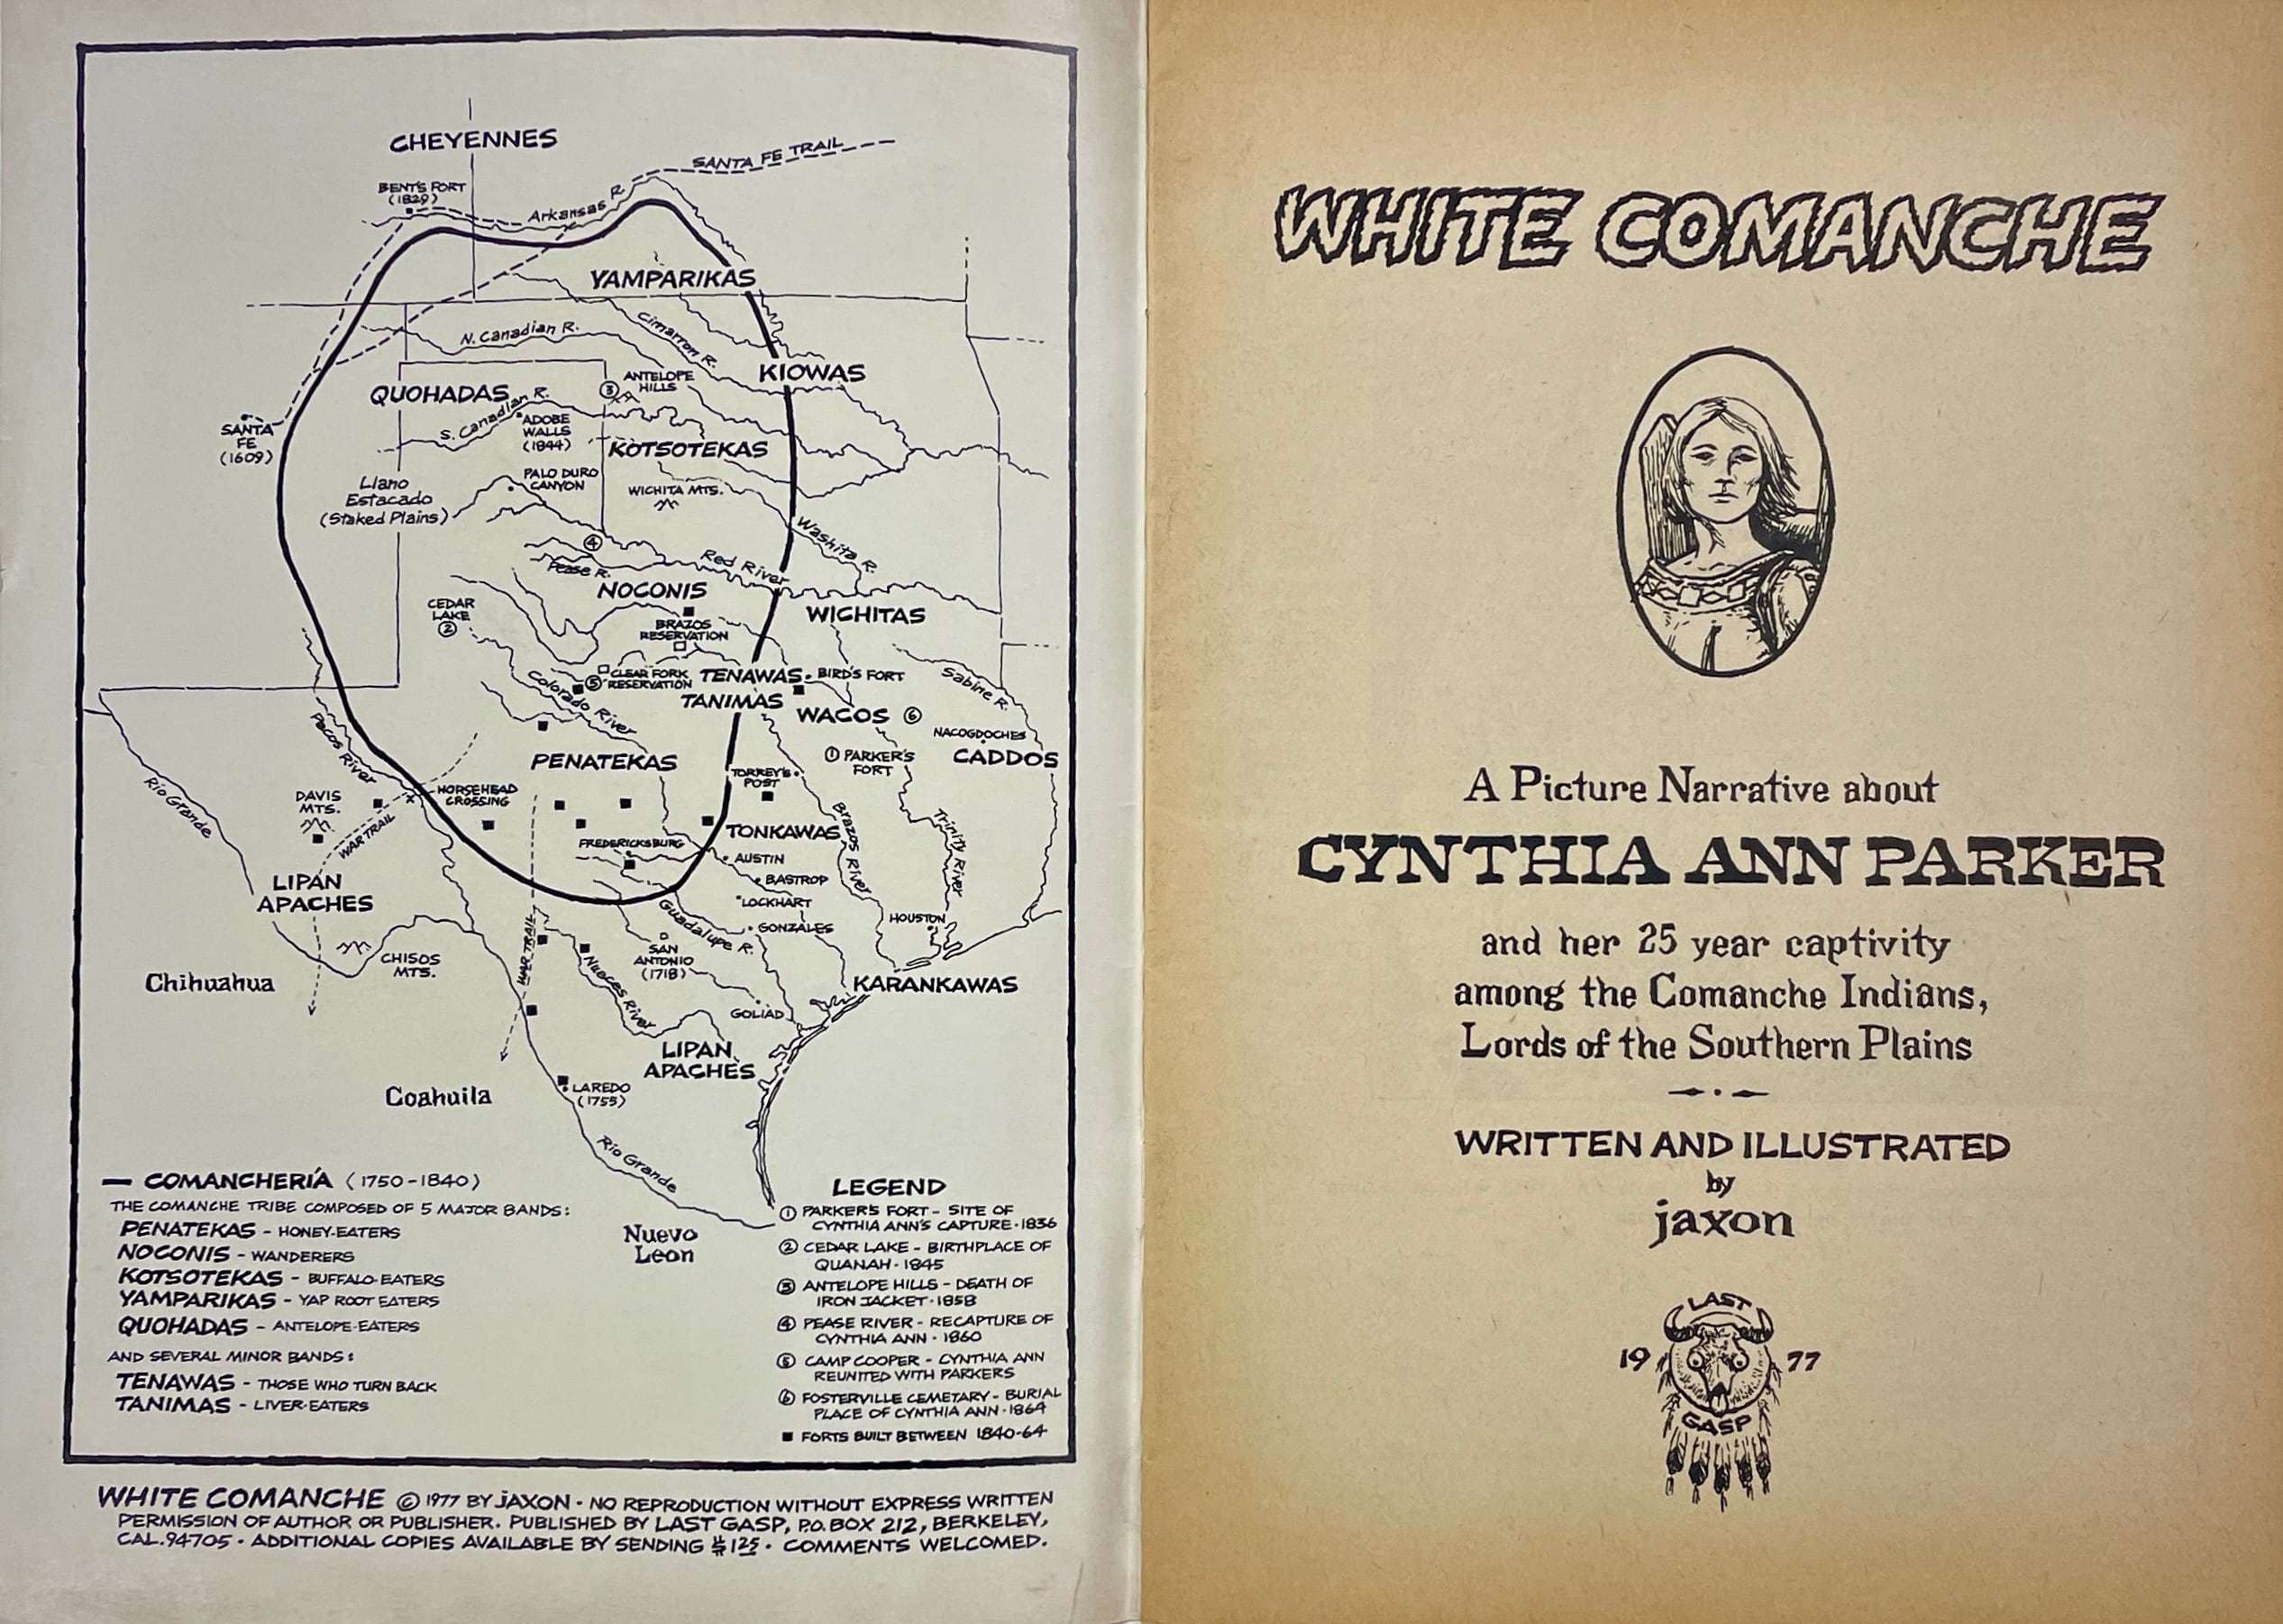 CHEYENNES
SANTA FE TRAIL
BENT'S FORT
(1829)
Arkansas R.
YAMPARIKAS
N. Canadian R.
Cimarron R.
KIOWAS
QUOHADAS
③
ANTELOPE
HILLS
S. Canadian R.
ADOBE
WALLS
(1844)
SANTA
FE
(1609)
KOTSOTEKAS
Llano
Estacado
(Staked Plains)
PALO DURO
CANYON
WICHITA MTS.
Washita R.
④
Pease R.
Red River
NOCONIS
CEDAR
LAKE
②
BRAZOS
RESERVATION
WICHITAS
⑤ CLEAR FORK
RESERVATION
TENAWAS
BIRD'S FORT
Sabine R.
Colorado River
TANIMAS
WACOS ⑥
NACOGDOCHES
CADDOS
① PARKER'S
FORT
Pecos River
PENATEKAS
TORREY'S
POST
Rio Grande
DAVIS
MTS.
HORSEHEAD
CROSSING
WAR TRAIL
FREDERICKSBURG
TONKAWAS
Brazos River
Trinity River
AUSTIN
BASTROP
LOCKHART
GONZALES
HOUSTON
LIPAN
APACHES
Guadalupe R.
WAR TRAIL
SAN
ANTONIO
(1718)
CHISOS
MTS.
Chihuahua
Nueces River
KARANKAWAS
GOLIAD
LIPAN
APACHES
Coahuila
LAREDO
(1755)
Rio Grande
Nuevo
Leon
COMANCHERÍA (1750-1840)
THE COMANCHE TRIBE COMPOSED OF 5 MAJOR BANDS:
PENATEKAS - HONEY-EATERS
NOCONIS - WANDERERS
KOTSOTEKAS - BUFFALO-EATERS
YAMPARIKAS - YAP ROOT EATERS
QUOHADAS - ANTELOPE-EATERS
AND SEVERAL MINOR BANDS:
TENAWAS - THOSE WHO TURN BACK
TANIMAS - LIVER-EATERS
LEGEND
① PARKER'S FORT - SITE OF
CYNTHIA ANN'S CAPTURE - 1836
② CEDAR LAKE - BIRTHPLACE OF
QUANAH - 1845
③ ANTELOPE HILLS - DEATH OF
IRON JACKET - 1858
④ PEASE RIVER - RECAPTURE OF
CYNTHIA ANN - 1860
⑤ CAMP COOPER - CYNTHIA ANN
REUNITED WITH PARKERS
⑥ FOSTERVILLE CEMETARY - BURIAL
PLACE OF CYNTHIA ANN - 1864
■ FORTS BUILT BETWEEN 1840-64
WHITE COMANCHE © 1977 BY JAXON · NO REPRODUCTION WITHOUT EXPRESS WRITTEN
PERMISSION OF AUTHOR OR PUBLISHER. PUBLISHED BY LAST GASP, P.O. BOX 212, BERKELEY,
CAL. 94705 · ADDITIONAL COPIES AVAILABLE BY SENDING $1.25 · COMMENTS WELCOMED.
WHITE COMANCHE
A Picture Narrative about
CYNTHIA ANN PARKER
and her 25 year captivity
among the Comanche Indians,
Lords of the Southern Plains
WRITTEN AND ILLUSTRATED
by
jaxon
LAST
19 77
GASP